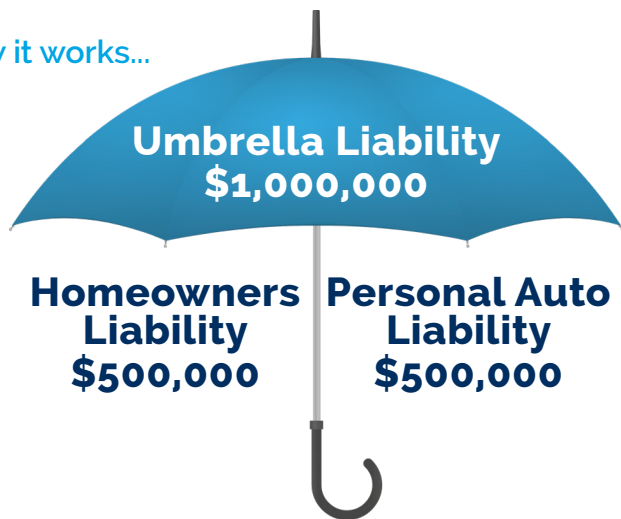 it works...
Umbrella Liability
$1,000,000
Homeowners
Liability
$500,000
Personal Auto
Liability
$500,000